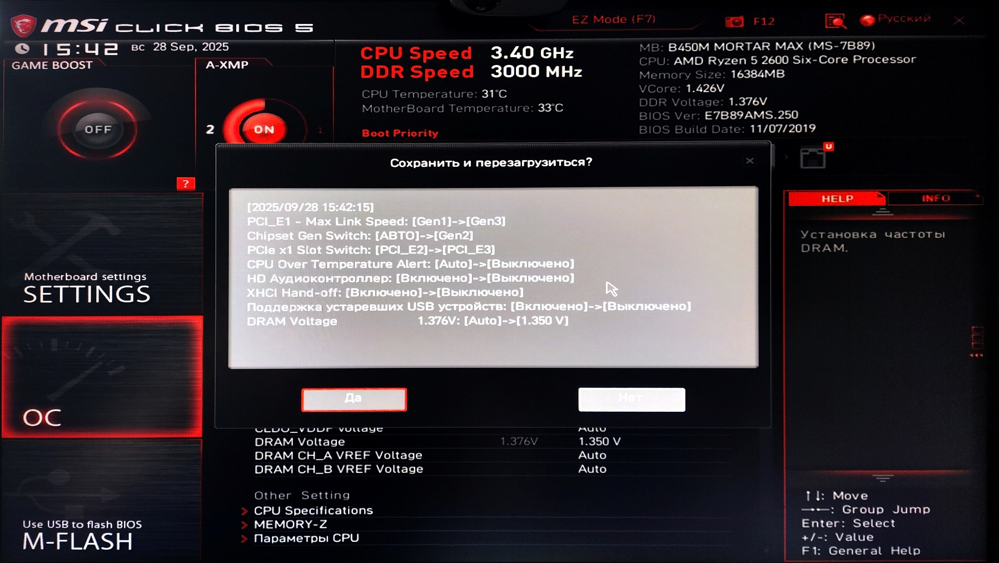 msi CLICK BIOS 5
EZ Mode (F7)
F12
Русский
15:42 вс 28 Sep, 2025
GAME BOOST
OFF
A-XMP
2 ON 1
?
CPU Speed 3.40 GHz
DDR Speed 3000 MHz
CPU Temperature: 31°C
MotherBoard Temperature: 33°C
Boot Priority
MB: B450M MORTAR MAX (MS-7B89)
CPU: AMD Ryzen 5 2600 Six-Core Processor
Memory Size: 16384MB
VCore: 1.426V
DDR Voltage: 1.376V
BIOS Ver: E7B89AMS.250
BIOS Build Date: 11/07/2019
U
Сохранить и перезагрузиться?
[2025/09/28 15:42:15]
PCI_E1 - Max Link Speed: [Gen1]->[Gen3]
Chipset Gen Switch: [АВТО]->[Gen2]
PCIe x1 Slot Switch: [PCI_E2]->[PCI_E3]
CPU Over Temperature Alert: [Auto]->[Выключено]
HD Аудиоконтроллер: [Включено]->[Выключено]
XHCI Hand-off: [Включено]->[Выключено]
Поддержка устаревших USB устройств: [Включено]->[Выключено]
DRAM Voltage 1.376V: [Auto]->[1.350 V]
Да
Нет
Motherboard settings
SETTINGS
OC
Use USB to flash BIOS
M-FLASH
CLDO_VDDP Voltage Auto
DRAM Voltage 1.376V 1.350 V
DRAM CH_A VREF Voltage Auto
DRAM CH_B VREF Voltage Auto
Other Setting
CPU Specifications
MEMORY-Z
Параметры CPU
HELP
INFO
Установка частоты
DRAM.
↑↓: Move
→←: Group Jump
Enter: Select
+/-: Value
F1: General Help